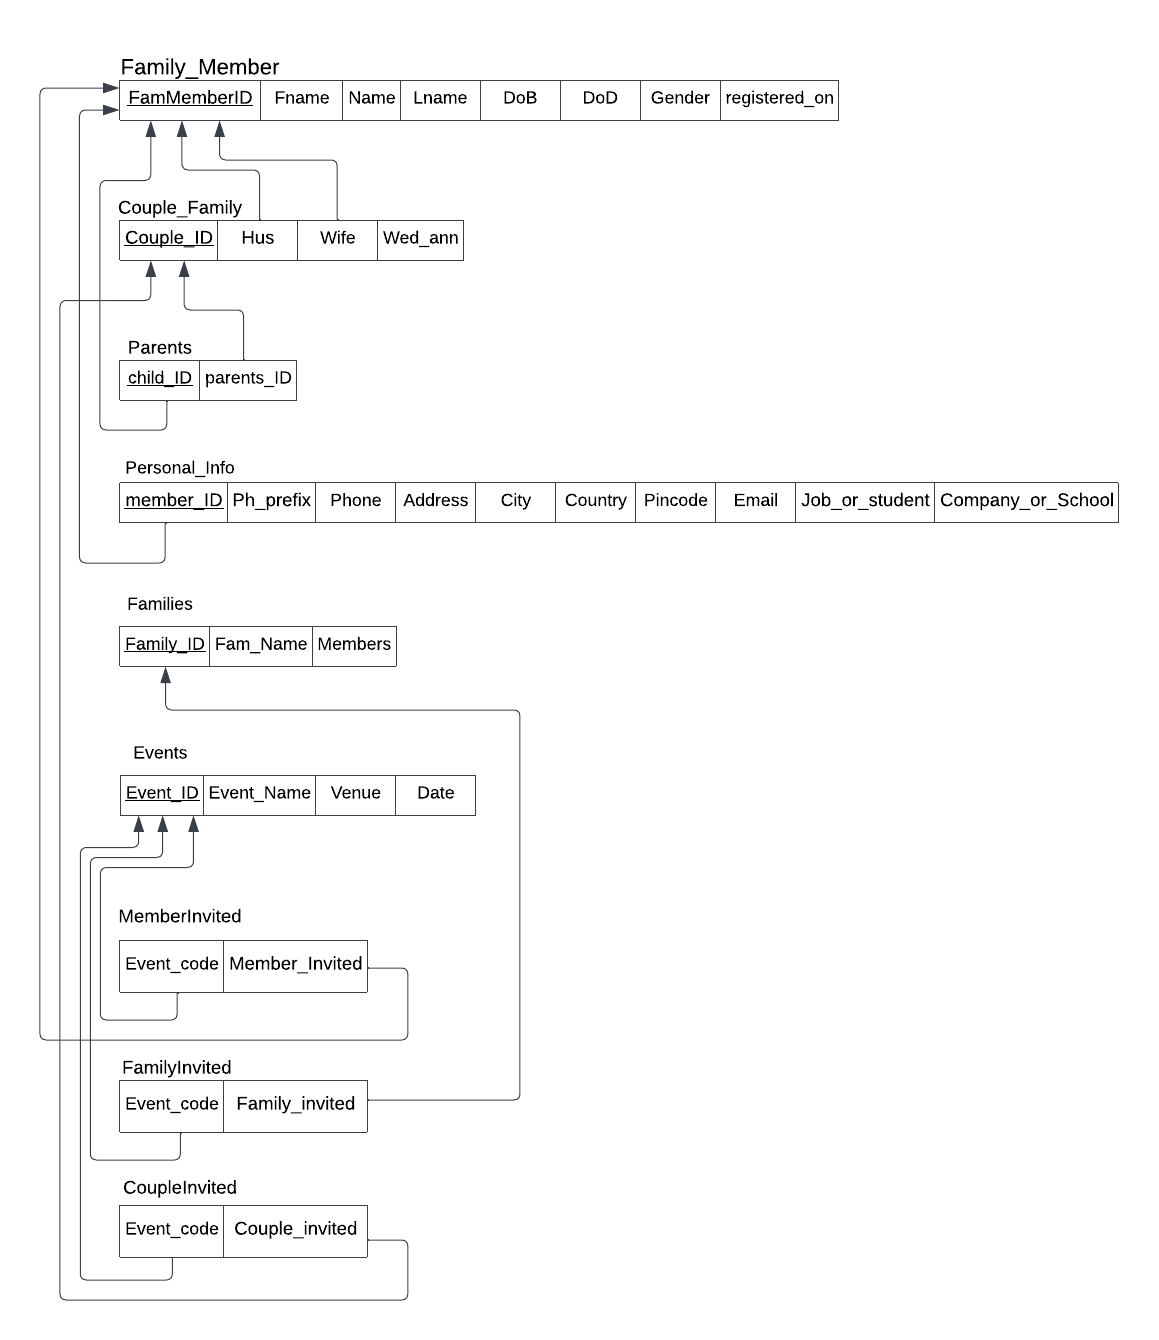 Family_Member
FamMemberID Fname Name Lname DoB DoD Gender registered_on
Couple_Family
Couple_ID Hus Wife Wed_ann
Parents
child_ID parents_ID
Personal_Info
member_ID Ph_prefix Phone Address City Country Pincode Email Job_or_student Company_or_School
Families
Family_ID Fam_Name Members
Events
Event_ID Event_Name Venue Date
MemberInvited
Event_code Member_Invited
FamilyInvited
Event_code Family_invited
CoupleInvited
Event_code Couple_invited